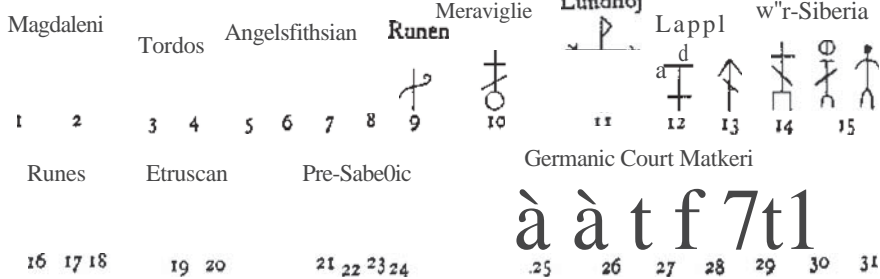 Magdaleni Tordos Angelsfithsian Runen Meraviglie Lundhoj Lappl w"r-Siberia
a d
1 2 3 4 5 6 7 8 9 10 11 12 13 14 15
Runes Etruscan Pre-Sabe0ic Germanic Court Matkeri
à à t f 7t1
16 17 18 19 20 21 22 23 24 .25 26 27 28 29 30 31